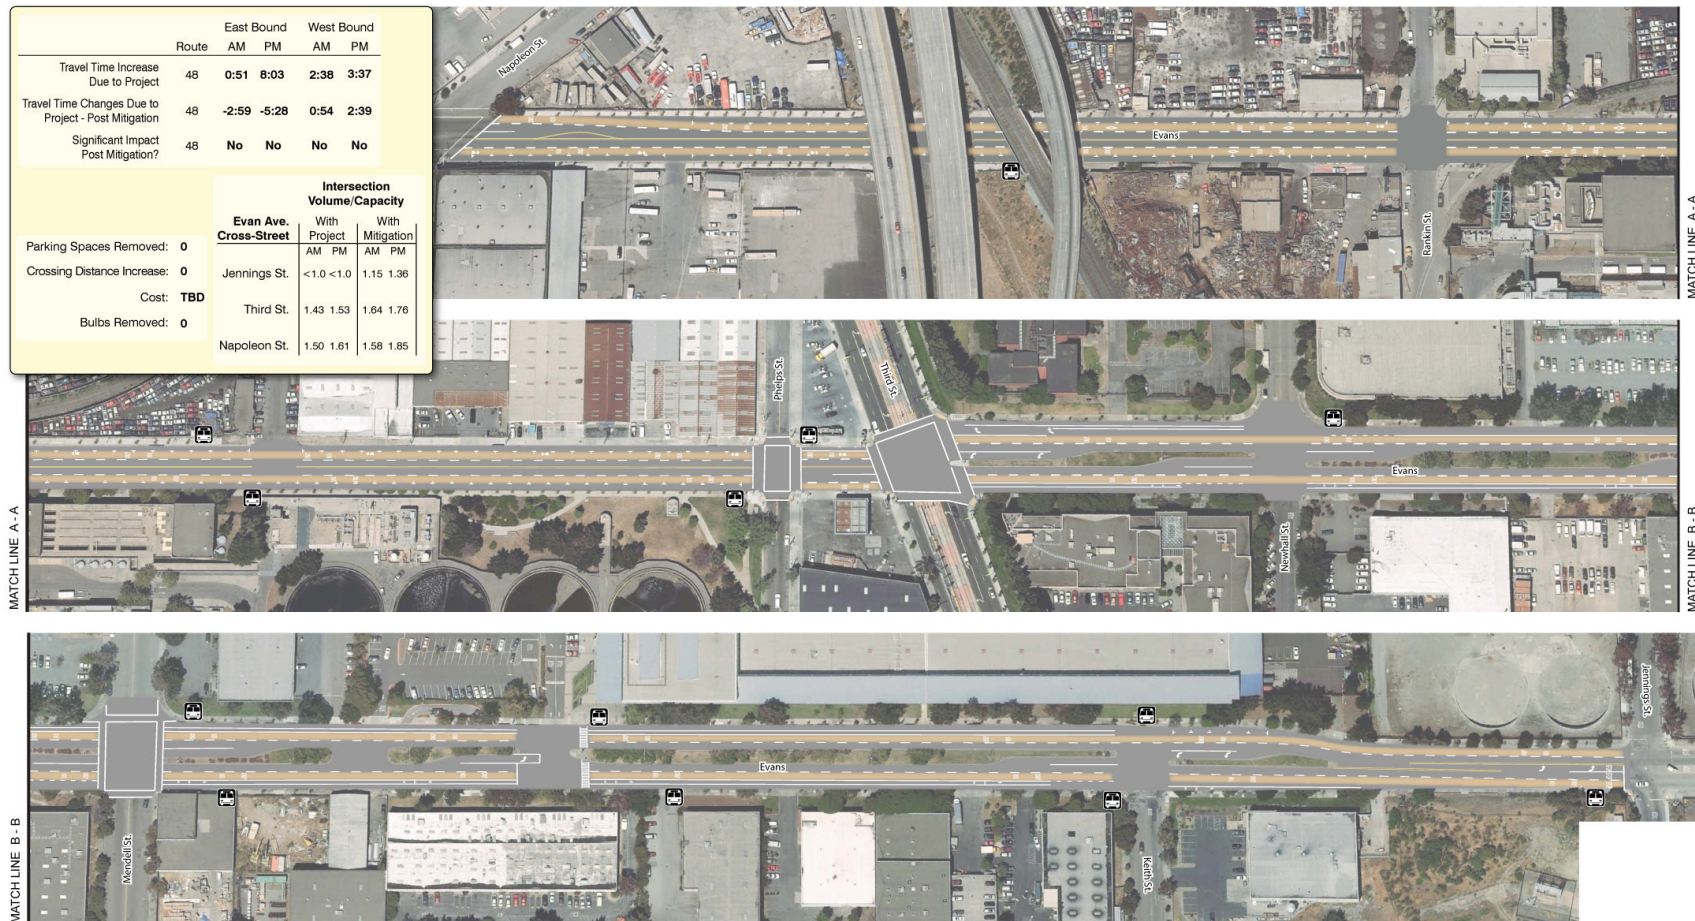 East Bound West Bound
Route AM PM AM PM
Travel Time Increase
Due to Project 48 0:51 8:03 2:38 3:37
Travel Time Changes Due to
Project - Post Mitigation 48 -2:59 -5:28 0:54 2:39
Significant Impact
Post Mitigation? 48 No No No No
Intersection
Volume/Capacity
Evan Ave.
Cross-Street
With
Project
With
Mitigation
AM PM AM PM
Jennings St. <1.0 <1.0 1.15 1.36
Third St. 1.43 1.53 1.64 1.76
Napoleon St. 1.50 1.61 1.58 1.85
Parking Spaces Removed: 0
Crossing Distance Increase: 0
Cost: TBD
Bulbs Removed: 0
Napoleon St.
Evans
Rankin St.
MATCH LINE A - A
MATCH LINE A - A
Phelps St.
Third St.
Evans
Newhall St.
MATCH LINE B - B
MATCH LINE B - B
Mendell St.
Evans
Keith St.
Jennings St.